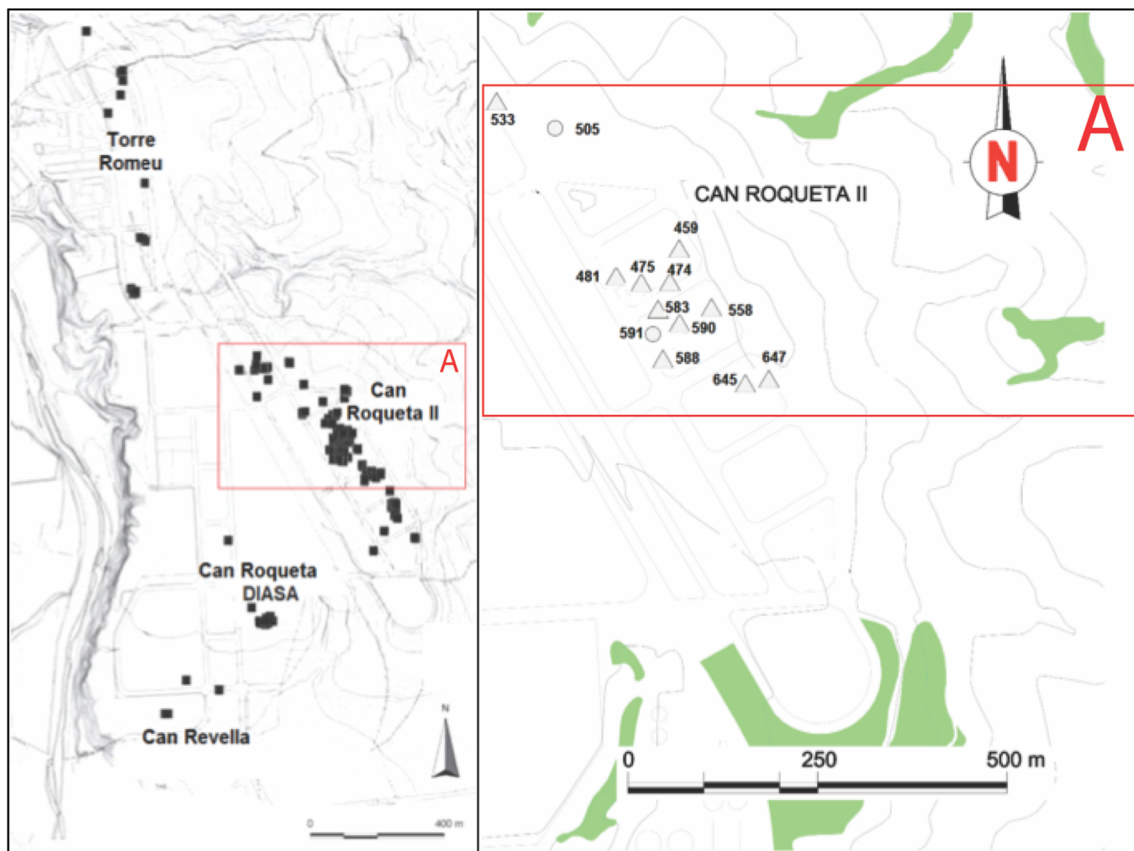 Torre
Romeu
A
Can
Roqueta II
Can Roqueta
DIASA
Can Revella
N
0 400 m
A
533
505
N
CAN ROQUETA II
459
481
475
474
583
558
591
590
588
647
645
0 250 500 m